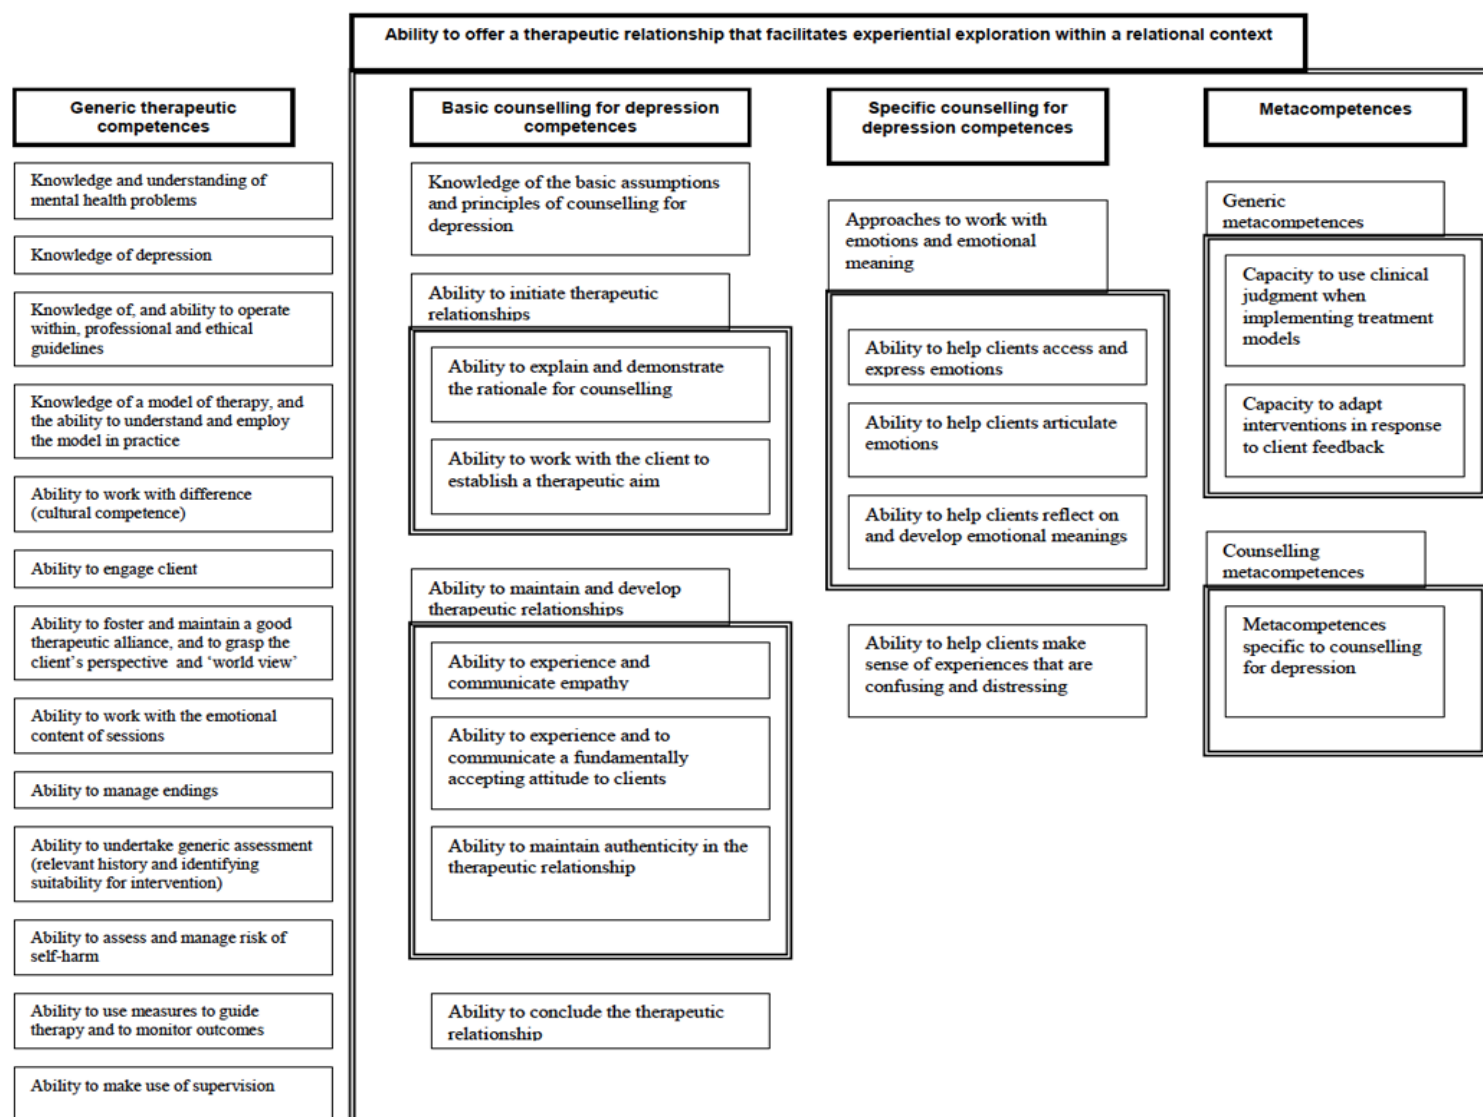 Ability to offer a therapeutic relationship that facilitates experiential exploration within a relational context
Generic therapeutic
competences
Knowledge and understanding of
mental health problems
Knowledge of depression
Knowledge of, and ability to operate
within, professional and ethical
guidelines
Knowledge of a model of therapy, and
the ability to understand and employ
the model in practice
Ability to work with difference
(cultural competence)
Ability to engage client
Ability to foster and maintain a good
therapeutic alliance, and to grasp the
client’s perspective and ‘world view’
Ability to work with the emotional
content of sessions
Ability to manage endings
Ability to undertake generic assessment
(relevant history and identifying
suitability for intervention)
Ability to assess and manage risk of
self-harm
Ability to use measures to guide
therapy and to monitor outcomes
Ability to make use of supervision
Basic counselling for depression
competences
Knowledge of the basic assumptions
and principles of counselling for
depression
Ability to initiate therapeutic
relationships
Ability to explain and demonstrate
the rationale for counselling
Ability to work with the client to
establish a therapeutic aim
Ability to maintain and develop
therapeutic relationships
Ability to experience and
communicate empathy
Ability to experience and to
communicate a fundamentally
accepting attitude to clients
Ability to maintain authenticity in the
therapeutic relationship
Ability to conclude the therapeutic
relationship
Specific counselling for
depression competences
Approaches to work with
emotions and emotional
meaning
Ability to help clients access and
express emotions
Ability to help clients articulate
emotions
Ability to help clients reflect on
and develop emotional meanings
Ability to help clients make
sense of experiences that are
confusing and distressing
Metacompetences
Generic
metacompetences
Capacity to use clinical
judgment when
implementing treatment
models
Capacity to adapt
interventions in response
to client feedback
Counselling
metacompetences
Metacompetences
specific to counselling
for depression